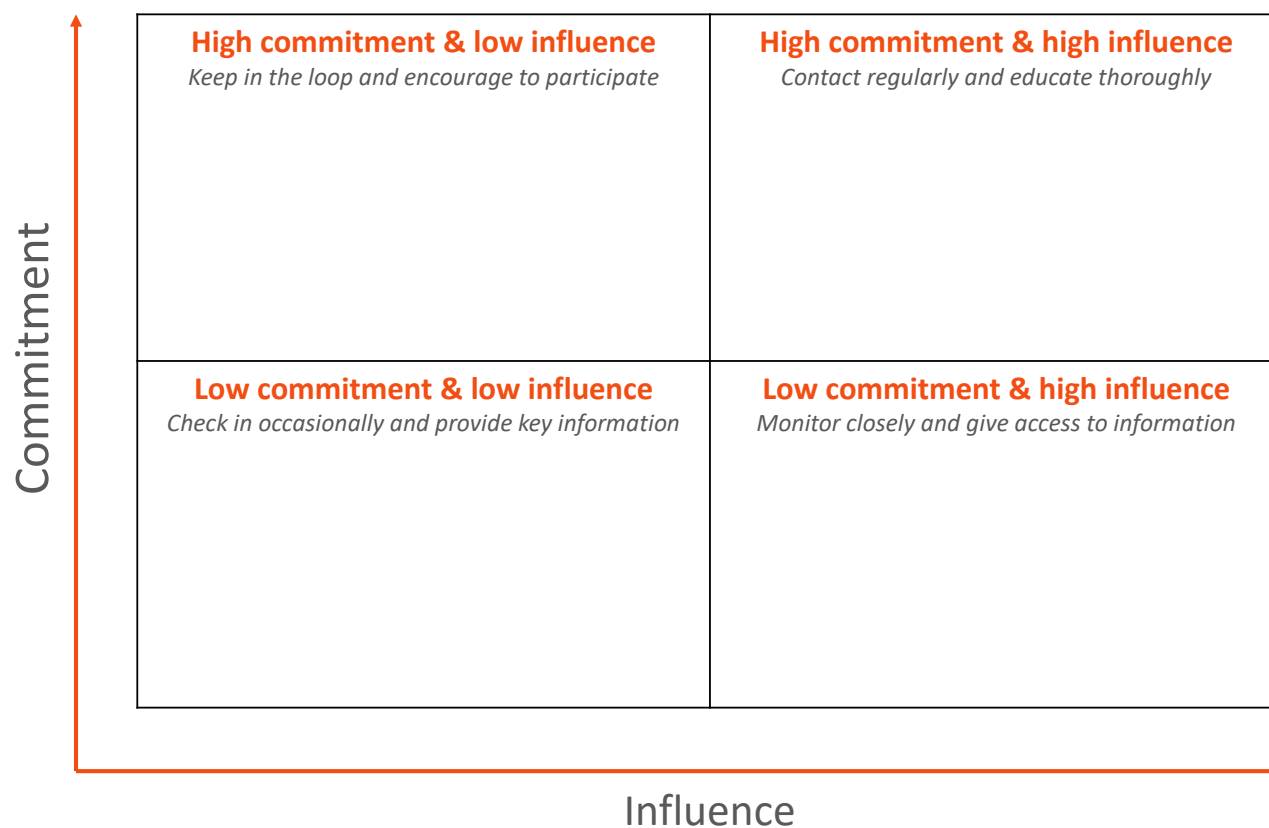 High commitment & low influence
Keep in the loop and encourage to participate
High commitment & high influence
Contact regularly and educate thoroughly
Commitment
Low commitment & low influence
Check in occasionally and provide key information
Low commitment & high influence
Monitor closely and give access to information
Influence